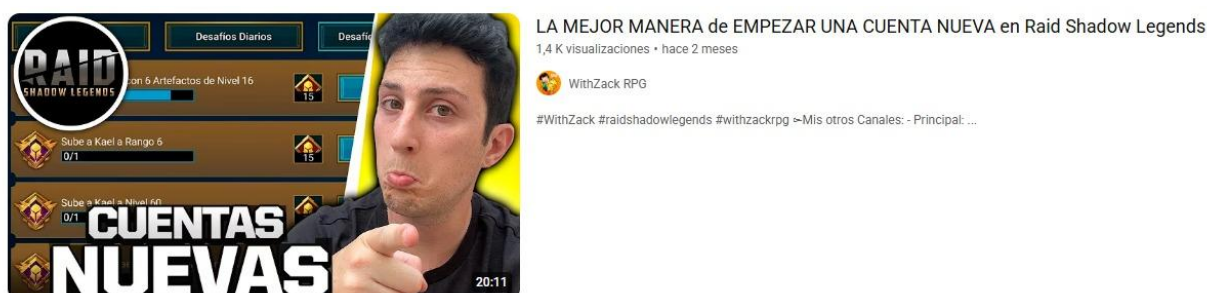 Desafíos Diarios
Desafío
RAID
SHADOW LEGENDS
con 6 Artefactos de Nivel 16
15
Sube a Kael a Rango 6
0/1
15
Sube a Kael a Nivel 60
0/1
CUENTAS
NUEVAS
20:11
LA MEJOR MANERA de EMPEZAR UNA CUENTA NUEVA en Raid Shadow Legends
1,4 K visualizaciones • hace 2 meses
WithZack RPG
#WithZack #raidshadowlegends #withzackrpg ➛Mis otros Canales: - Principal: ...